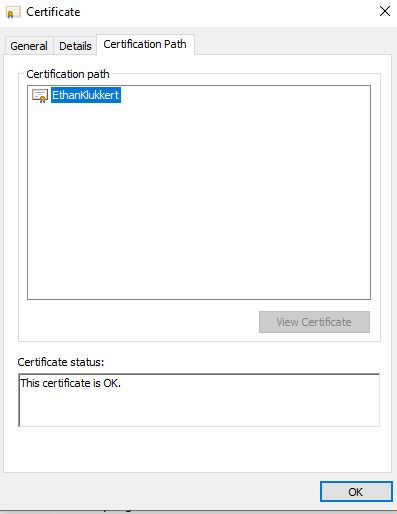 Certificate
General Details Certification Path
Certification path
EthanKlukkert
View Certificate
Certificate status:
This certificate is OK.
OK